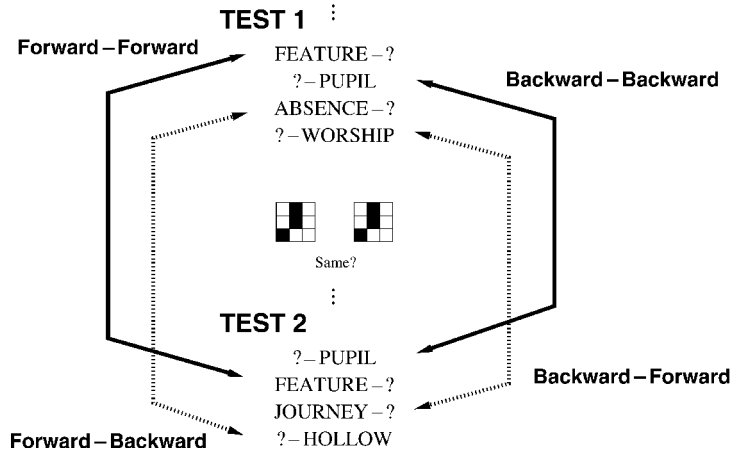 TEST 1
⋮
Forward – Forward
FEATURE – ?
? – PUPIL
Backward – Backward
ABSENCE – ?
? – WORSHIP
Same?
⋮
TEST 2
? – PUPIL
FEATURE – ?
Backward – Forward
JOURNEY – ?
? – HOLLOW
Forward – Backward